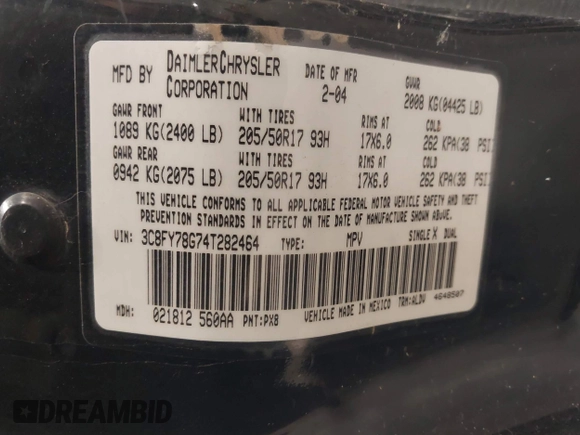 MFD BY DAIMLERCHRYSLER CORPORATION DATE OF MFR 2-04 GVWR 2008 KG(04425 LB)
GAWR FRONT WITH TIRES RIMS AT COLD
1089 KG(2400 LB) 205/50R17 93H 17X6.0 262 KPA(38 PSI
GAWR REAR WITH TIRES RIMS AT COLD
0942 KG(2075 LB) 205/50R17 93H 17X6.0 262 KPA(38 PSI
THIS VEHICLE CONFORMS TO ALL APPLICABLE FEDERAL MOTOR VEHICLE SAFETY AND THEFT
PREVENTION STANDARDS IN EFFECT ON THE DATE OF MANUFACTURE SHOWN ABOVE.
VIN: 3C8FY78G74T282464 TYPE: MPV SINGLE X DUAL
MDH: 021812 560AA PNT:PX8 VEHICLE MADE IN MEXICO TRM:ALDV 4648507
DREAMBID